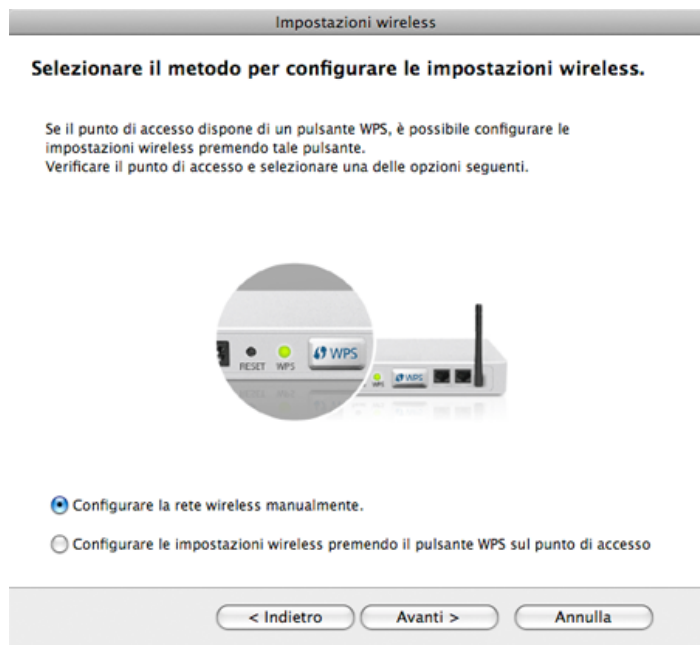 Impostazioni wireless
Selezionare il metodo per configurare le impostazioni wireless.
Se il punto di accesso dispone di un pulsante WPS, è possibile configurare le
impostazioni wireless premendo tale pulsante.
Verificare il punto di accesso e selezionare una delle opzioni seguenti.
WPS
RESET WPS
WPS WPS
Configurare la rete wireless manualmente.
Configurare le impostazioni wireless premendo il pulsante WPS sul punto di accesso
< Indietro Avanti > Annulla